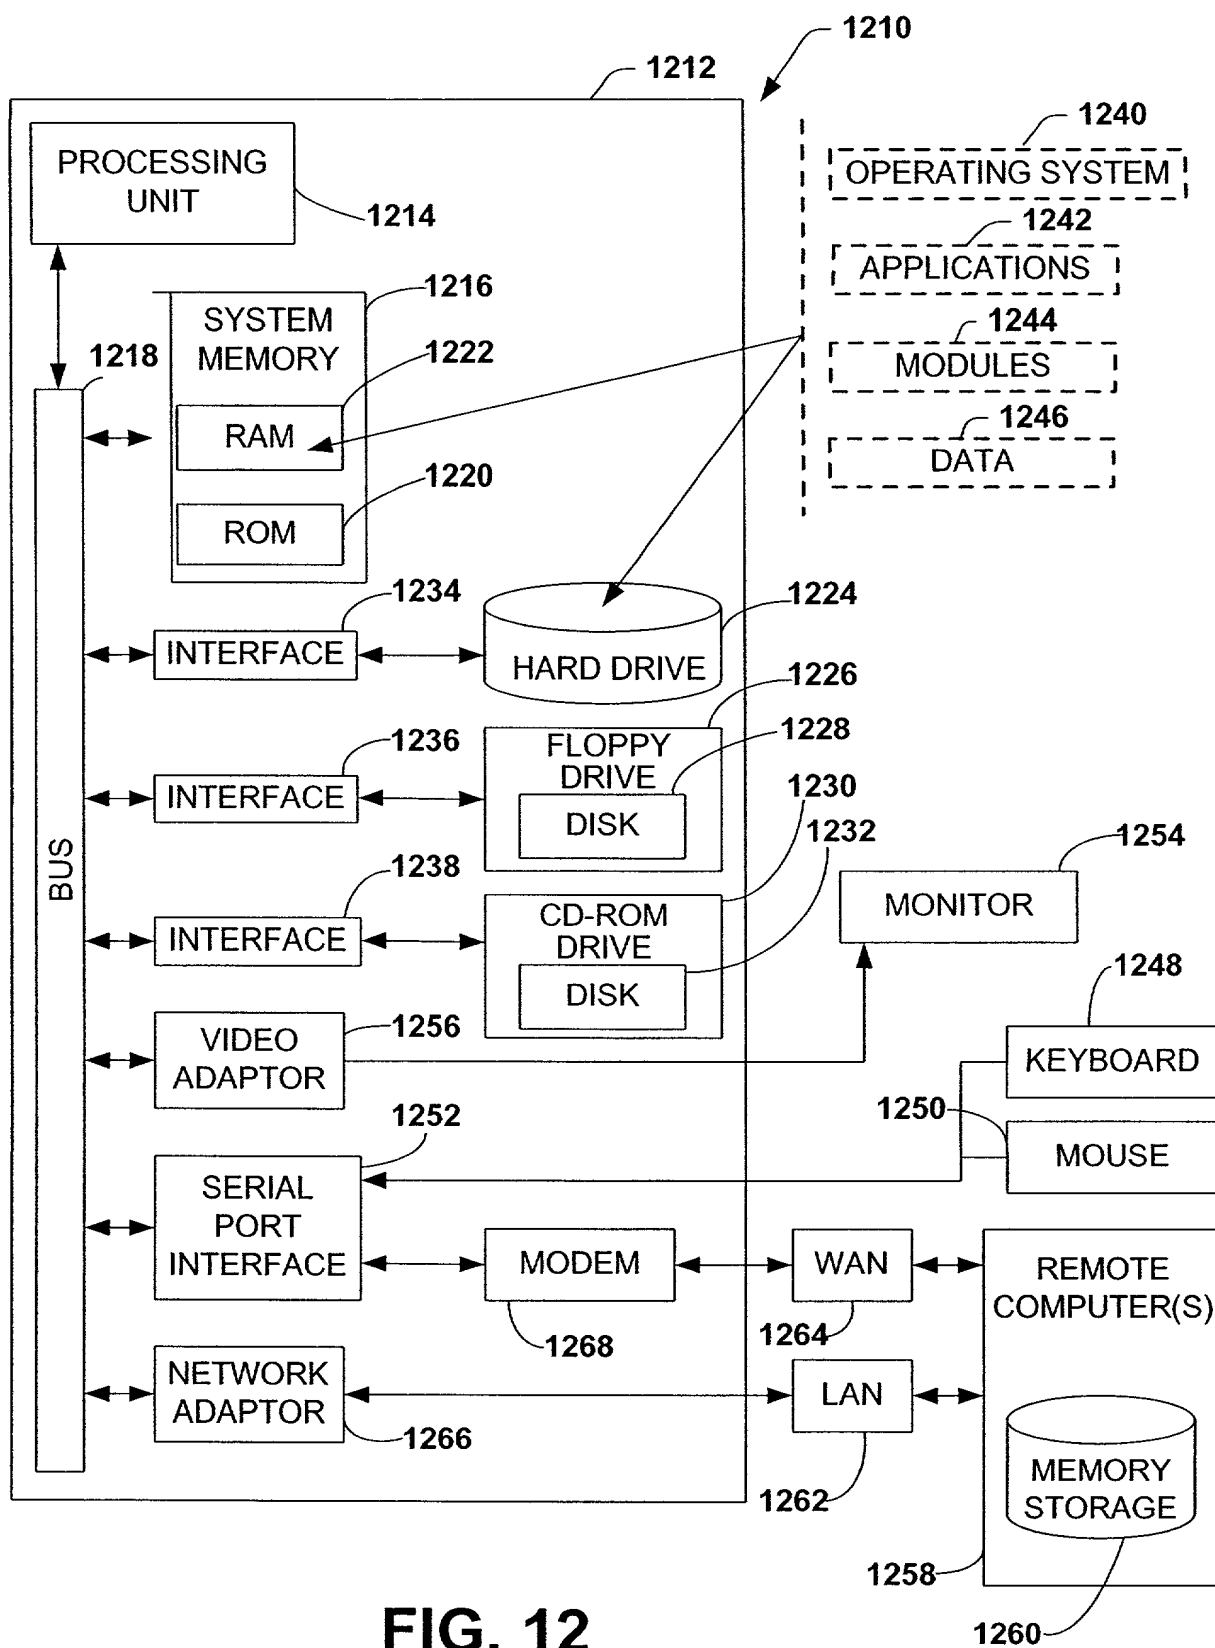 1210
1212
PROCESSING
UNIT
1214
1240
OPERATING SYSTEM
1242
APPLICATIONS
1244
MODULES
1246
DATA
1216
SYSTEM
MEMORY
1218
1222
RAM
1220
ROM
BUS
1234
INTERFACE
1224
HARD DRIVE
1226
1236
INTERFACE
FLOPPY
DRIVE
1228
DISK
1230
1238
INTERFACE
CD-ROM
DRIVE
1232
DISK
1254
MONITOR
1256
VIDEO
ADAPTOR
1248
KEYBOARD
1250
MOUSE
1252
SERIAL
PORT
INTERFACE
MODEM
1268
WAN
1264
REMOTE
COMPUTER(S)
NETWORK
ADAPTOR
1266
LAN
1262
MEMORY
STORAGE
1258
1260
FIG. 12